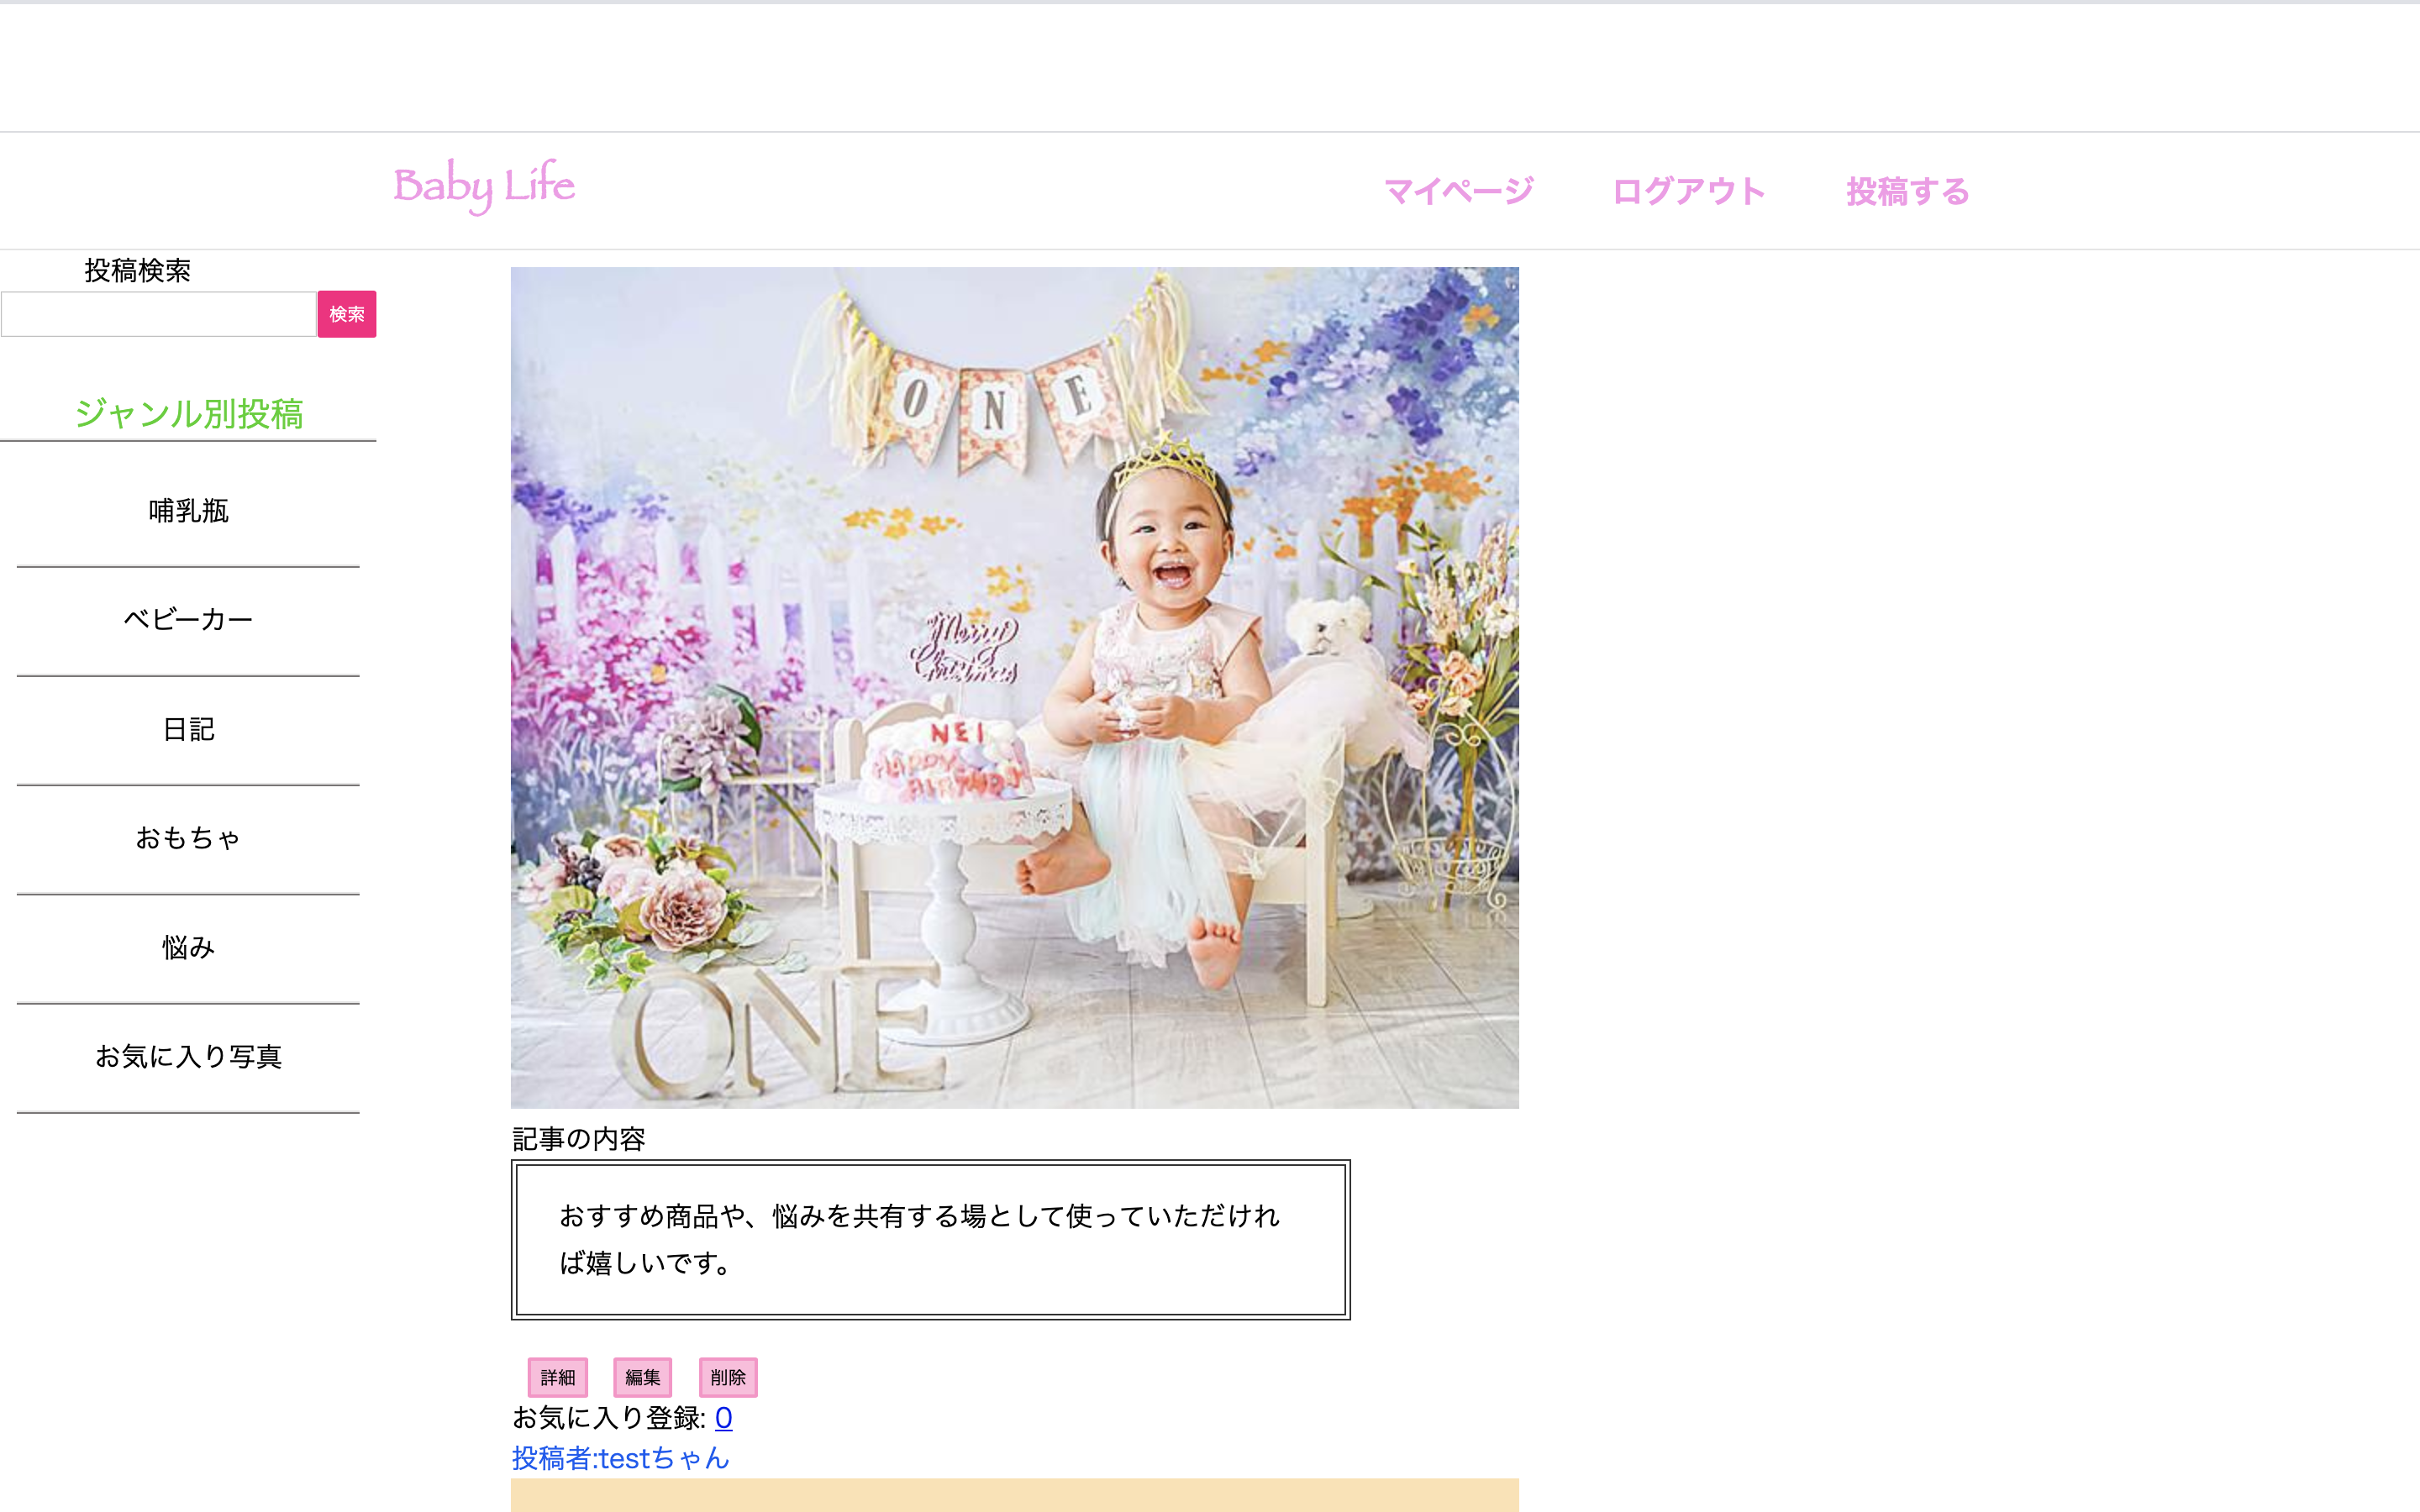 Baby Life
マイページ ログアウト 投稿する
投稿検索
検索
ジャンル別投稿
哺乳瓶
ベビーカー
日記
おもちゃ
悩み
お気に入り写真
ONE
Merry
Christmas
NEI
HAPPY
BIRTHDAY
ONE
記事の内容
おすすめ商品や、悩みを共有する場として使っていただけれ
ば嬉しいです。
詳細 編集 削除
お気に入り登録: 0
投稿者:testちゃん